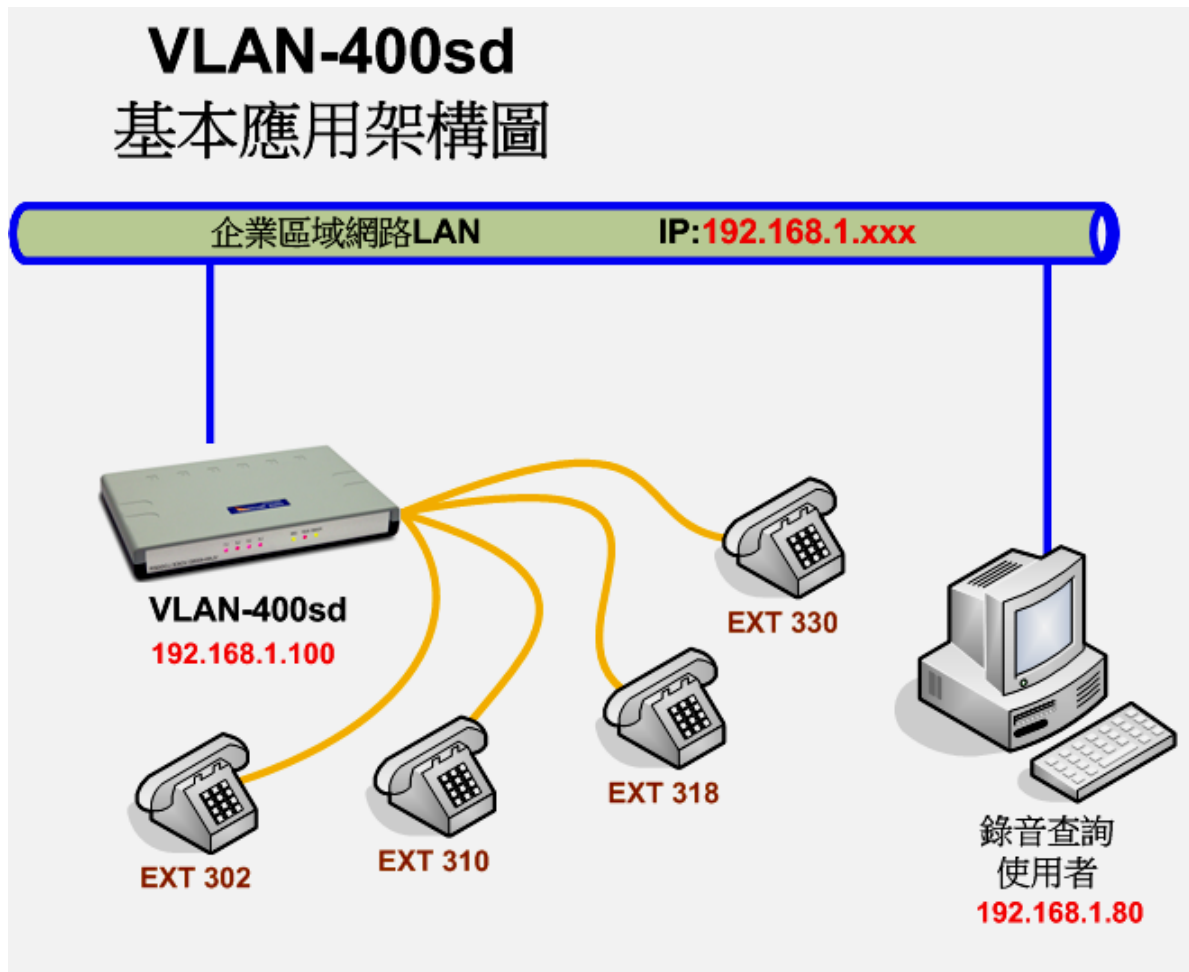 VLAN-400sd
基本應用架構圖
企業區域網路LAN IP:192.168.1.xxx
VLAN-400sd
192.168.1.100
EXT 330
EXT 318
EXT 310
EXT 302
錄音查詢
使用者
192.168.1.80